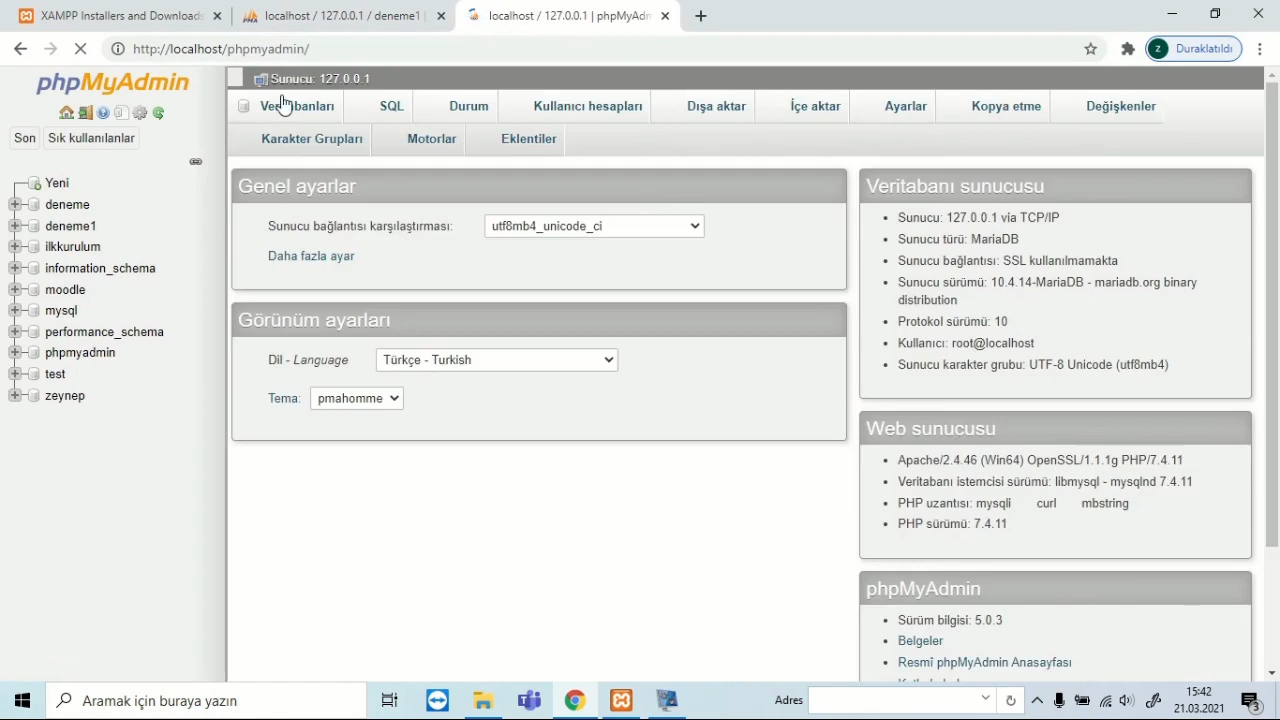 XAMPP Installers and Downloads
localhost / 127.0.0.1 / deneme1 |
localhost / 127.0.0.1 | phpMyAdm
http://localhost/phpmyadmin/
z Duraklatıldı
phpMyAdmin
Son Sık kullanılanlar
Yeni
deneme
deneme1
ilkkurulum
information_schema
moodle
mysql
performance_schema
phpmyadmin
test
zeynep
Sunucu: 127.0.0.1
SQL Durum Kullanıcı hesapları Dışa aktar İçe aktar Ayarlar Kopya etme Değişkenler
Karakter Grupları Motorlar Eklentiler
Genel ayarlar
Sunucu bağlantısı karşılaştırması: utf8mb4_unicode_ci
Daha fazla ayar
Görünüm ayarları
Dil - Language Türkçe - Turkish
Tema: pmahomme
Veritabanı sunucusu
Sunucu: 127.0.0.1 via TCP/IP
Sunucu türü: MariaDB
Sunucu bağlantısı: SSL kullanılmamakta
Sunucu sürümü: 10.4.14-MariaDB - mariadb.org binary
distribution
Protokol sürümü: 10
Kullanıcı: root@localhost
Sunucu karakter grubu: UTF-8 Unicode (utf8mb4)
Web sunucusu
Apache/2.4.46 (Win64) OpenSSL/1.1.1g PHP/7.4.11
Veritabanı istemcisi sürümü: libmysql - mysqlnd 7.4.11
PHP uzantısı: mysqli curl mbstring
PHP sürümü: 7.4.11
phpMyAdmin
Sürüm bilgisi: 5.0.3
Belgeler
Resmî phpMyAdmin Anasayfası
Aramak için buraya yazın
Adres
15:42
21.03.2021
3